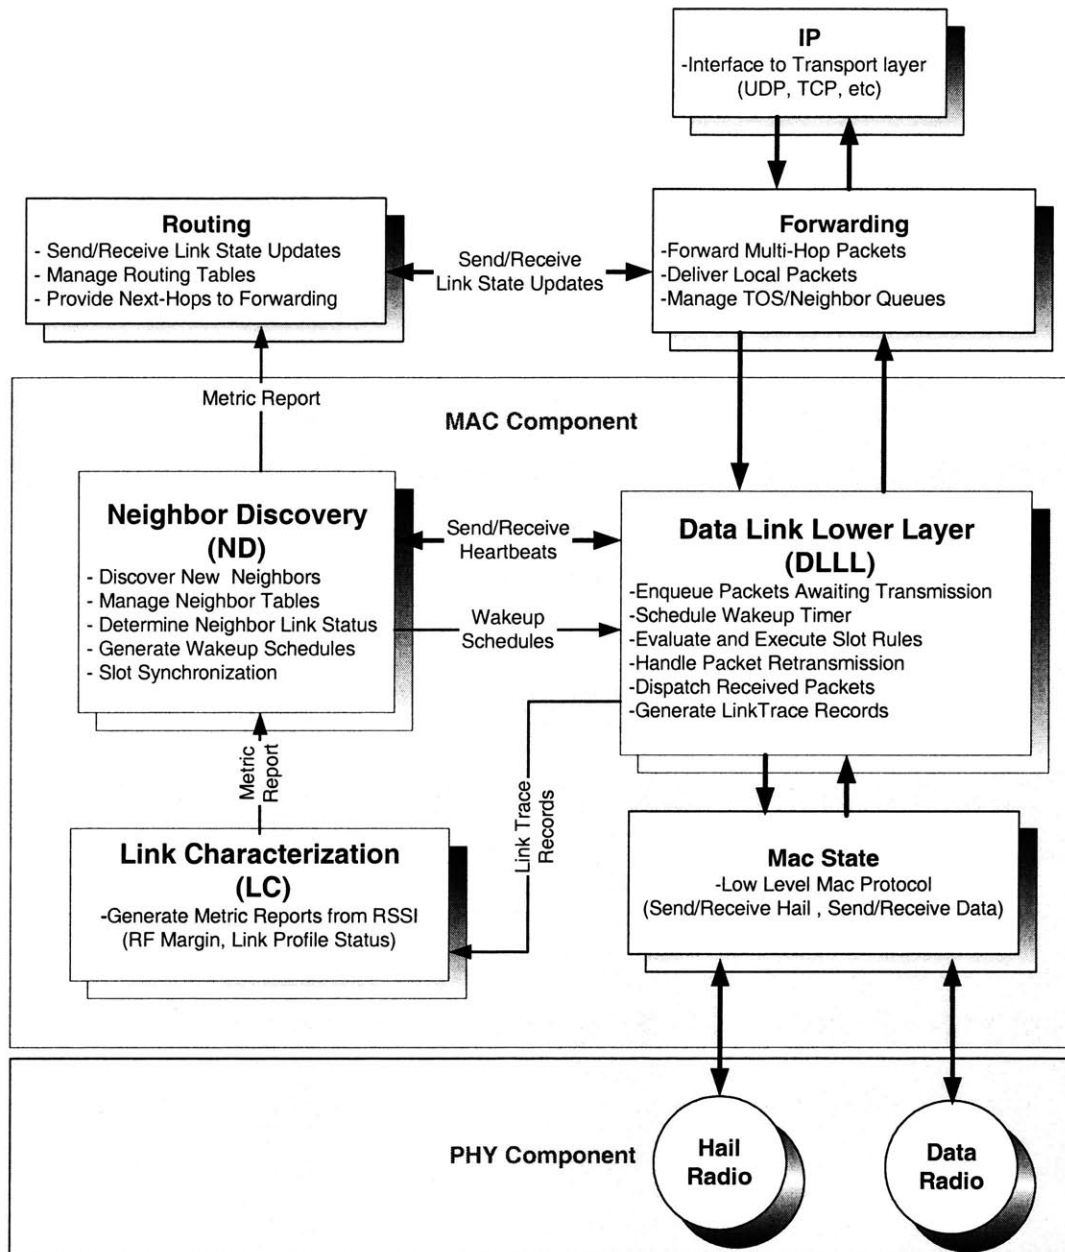 IP
-Interface to Transport layer
(UDP, TCP, etc)
Routing
- Send/Receive Link State Updates
- Manage Routing Tables
- Provide Next-Hops to Forwarding
Send/Receive
Link State Updates
Forwarding
-Forward Multi-Hop Packets
-Deliver Local Packets
-Manage TOS/Neighbor Queues
Metric Report
MAC Component
Neighbor Discovery
(ND)
- Discover New Neighbors
- Manage Neighbor Tables
- Determine Neighbor Link Status
- Generate Wakeup Schedules
- Slot Synchronization
Send/Receive
Heartbeats
Wakeup
Schedules
Data Link Lower Layer
(DLLL)
-Enqueue Packets Awaiting Transmission
-Schedule Wakeup Timer
-Evaluate and Execute Slot Rules
-Handle Packet Retransmission
-Dispatch Received Packets
-Generate LinkTrace Records
Metric
Report
Link Trace
Records
Link Characterization
(LC)
-Generate Metric Reports from RSSI
(RF Margin, Link Profile Status)
Mac State
-Low Level Mac Protocol
(Send/Receive Hail , Send/Receive Data)
PHY Component
Hail
Radio
Data
Radio